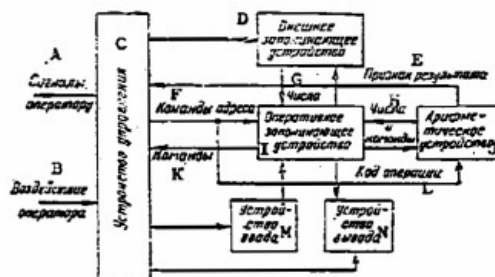 D
Внешнее
запоминающее
устройство
A
C
E
Сигналы
оператору
Устройство управления
G
Признак результата
F
Числа
Команды адреса
H
Числа
и
команды
Оперативное
запоминающее
устройство
I
Арифме-
тическое
устройство
J
B
Команды
K
Воздействие
оператора
Код операции
L
Устрой-
ство
ввода
M
Устрой-
ство
вывода
N